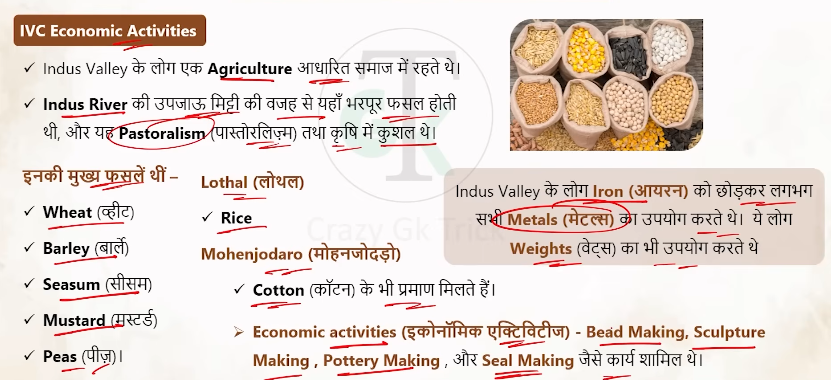 IVC Economic Activities
✓ Indus Valley के लोग एक Agriculture आधारित समाज में रहते थे।
✓ Indus River की उपजाऊ मिट्टी की वजह से यहाँ भरपूर फसल होती
थी, और यह Pastoralism (पास्तोरलिज़्म) तथा कृषि में कुशल थे।
इनकी मुख्य फसलें थीं –
✓ Wheat (व्हीट)
✓ Barley (बार्ले)
✓ Seasum (सीसम)
✓ Mustard (मस्टर्ड)
✓ Peas (पीज़)।
Lothal (लोथल)
✓ Rice
Mohenjodaro (मोहनजोदड़ो)
✓ Cotton (कॉटन) के भी प्रमाण मिलते हैं।
➢ Economic activities (इकोनॉमिक एक्टिविटीज) - Bead Making, Sculpture
Making , Pottery Making , और Seal Making जैसे कार्य शामिल थे।
Indus Valley के लोग Iron (आयरन) को छोड़कर लगभग
सभी Metals (मेटल्स) का उपयोग करते थे। ये लोग
Weights (वेट्स) का भी उपयोग करते थे
Crazy Gk Trick